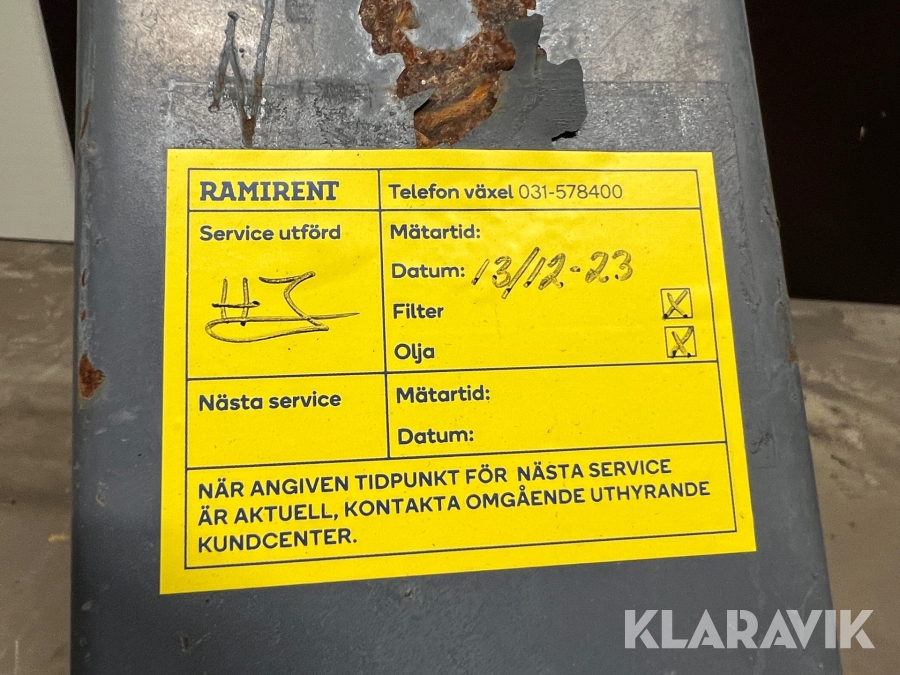 RAMIRENT
Telefon växel 031-578400
Service utförd
Mätartid:
Datum: 13/12-23
Filter X
Olja X
Nästa service
Mätartid:
Datum:
NÄR ANGIVEN TIDPUNKT FÖR NÄSTA SERVICE
ÄR AKTUELL, KONTAKTA OMGÅENDE UTHYRANDE
KUNDCENTER.
KLARAVIK